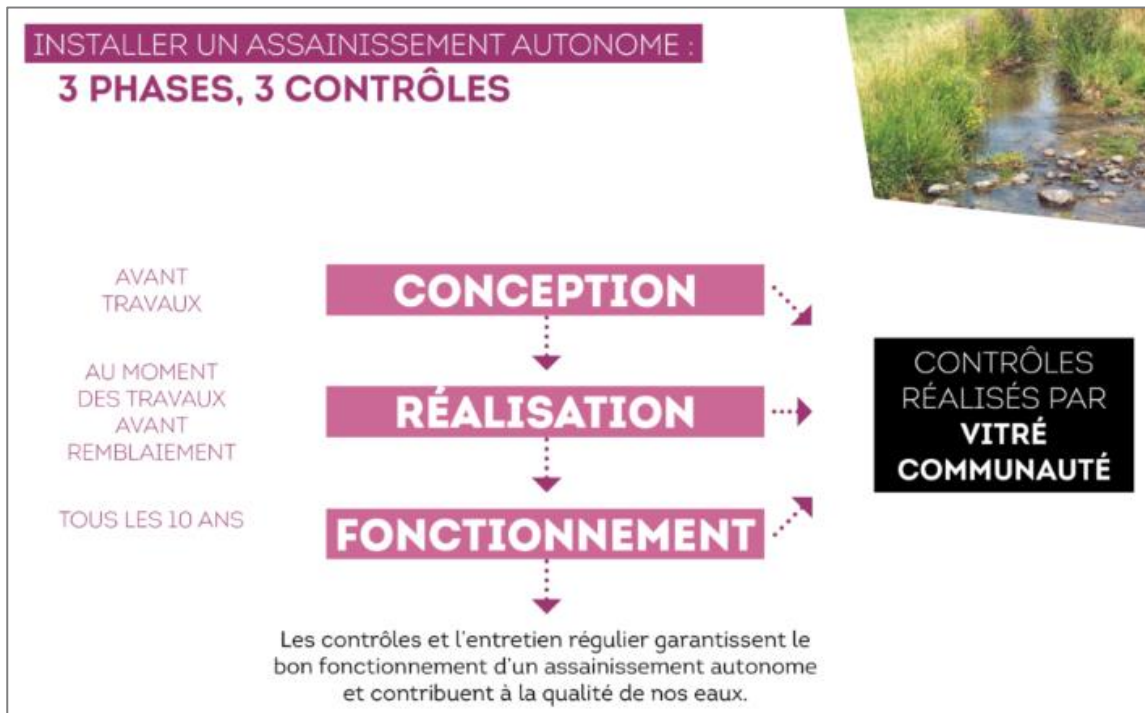 INSTALLER UN ASSAINISSEMENT AUTONOME :
3 PHASES, 3 CONTRÔLES
AVANT
TRAVAUX
CONCEPTION
AU MOMENT
DES TRAVAUX
AVANT
REMBLAIEMENT
RÉALISATION
TOUS LES 10 ANS
FONCTIONNEMENT
CONTRÔLES
RÉALISÉS PAR
VITRÉ
COMMUNAUTÉ
Les contrôles et l'entretien régulier garantissent le
bon fonctionnement d'un assainissement autonome
et contribuent à la qualité de nos eaux.